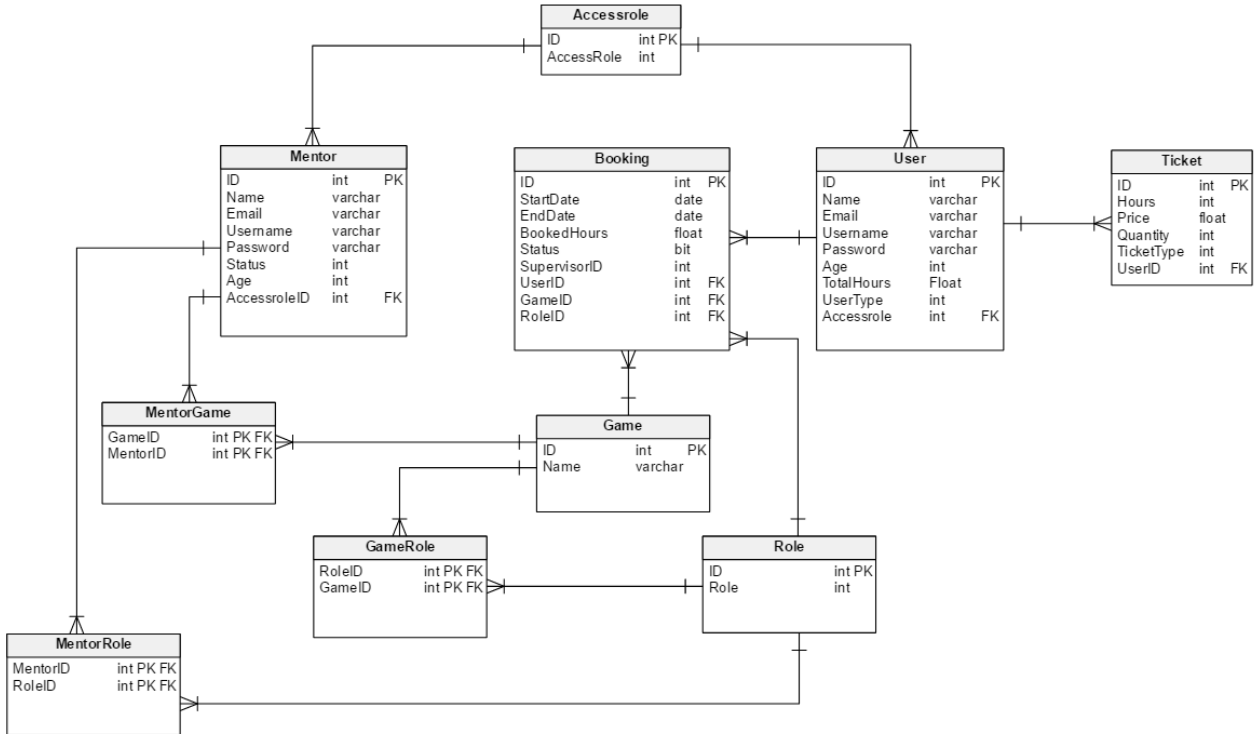 Accessrole
ID int PK
AccessRole int
Mentor
ID int PK
Name varchar
Email varchar
Username varchar
Password varchar
Status int
Age int
AccessroleID int FK
Booking
ID int PK
StartDate date
EndDate date
BookedHours float
Status bit
SupervisorID int
UserID int FK
GameID int FK
RoleID int FK
User
ID int PK
Name varchar
Email varchar
Username varchar
Password varchar
Age int
TotalHours Float
UserType int
Accessrole int FK
Ticket
ID int PK
Hours int
Price float
Quantity int
TicketType int
UserID int FK
MentorGame
GameID int PK FK
MentorID int PK FK
Game
ID int PK
Name varchar
GameRole
RoleID int PK FK
GameID int PK FK
Role
ID int PK
Role int
MentorRole
MentorID int PK FK
RoleID int PK FK